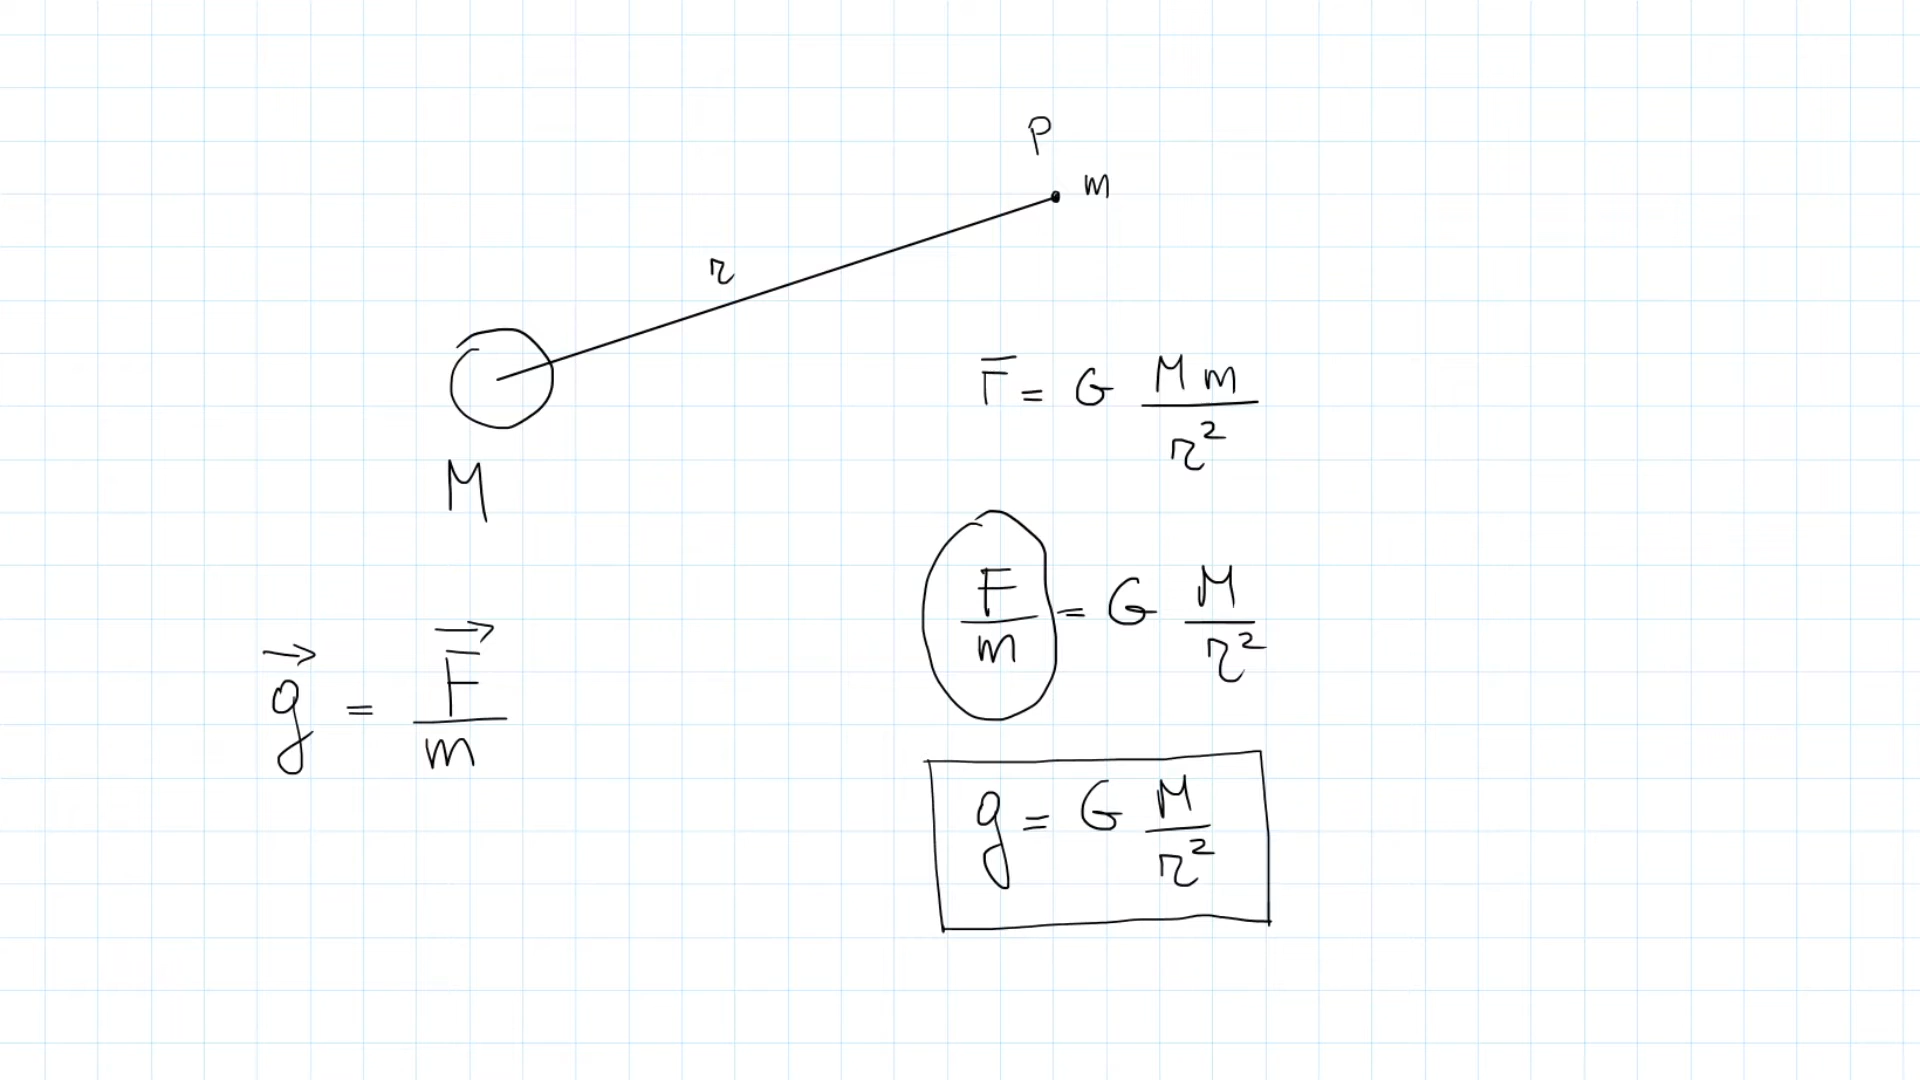 P
m
r
M
F = G Mm/r²
F/m = G M/r²
g⃗ = F⃗/m
g = G M/r²